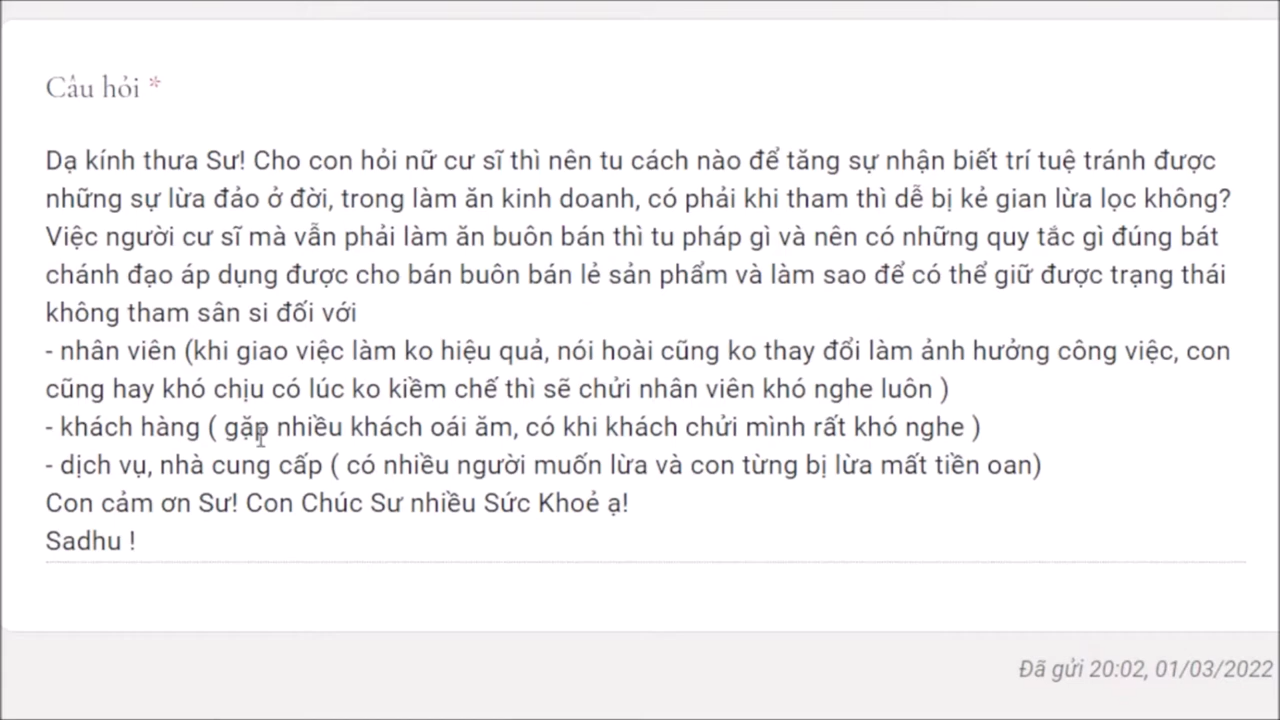 Câu hỏi *
Dạ kính thưa Sư! Cho con hỏi nữ cư sĩ thì nên tu cách nào để tăng sự nhận biết trí tuệ tránh được
những sự lừa đảo ở đời, trong làm ăn kinh doanh, có phải khi tham thì dễ bị kẻ gian lừa lọc không?
Việc người cư sĩ mà vẫn phải làm ăn buôn bán thì tu pháp gì và nên có những quy tắc gì đúng bát
chánh đạo áp dụng được cho bán buôn bán lẻ sản phẩm và làm sao để có thể giữ được trạng thái
không tham sân si đối với
- nhân viên (khi giao việc làm ko hiệu quả, nói hoài cũng ko thay đổi làm ảnh hưởng công việc, con
cũng hay khó chịu có lúc ko kiềm chế thì sẽ chửi nhân viên khó nghe luôn )
- khách hàng ( gặp nhiều khách oái ăm, có khi khách chửi mình rất khó nghe )
- dịch vụ, nhà cung cấp ( có nhiều người muốn lừa và con từng bị lừa mất tiền oan)
Con cảm ơn Sư! Con Chúc Sư nhiều Sức Khoẻ ạ!
Sadhu !
Đã gửi 20:02, 01/03/2022